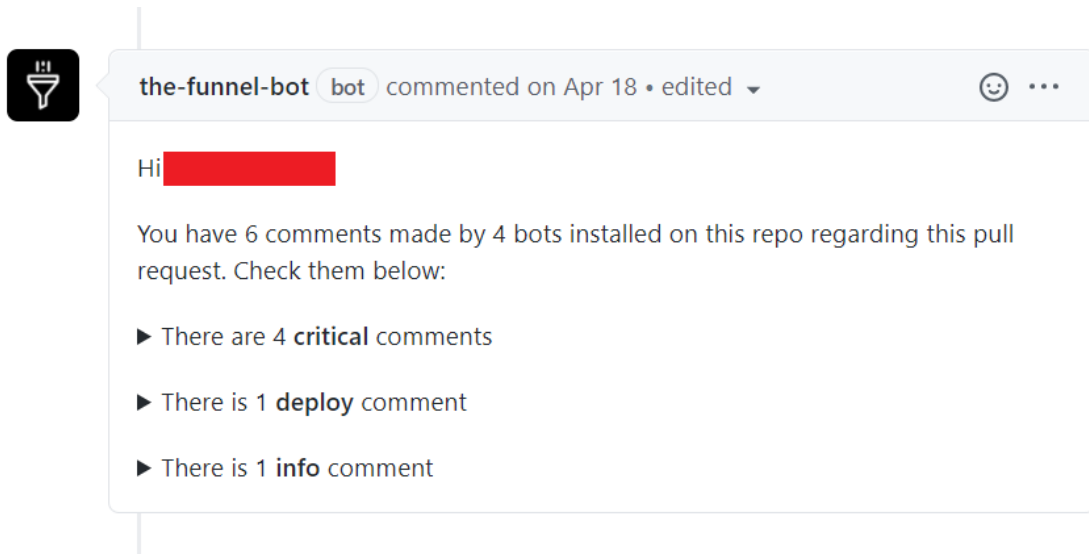 the-funnel-bot bot commented on Apr 18 • edited
Hi
You have 6 comments made by 4 bots installed on this repo regarding this pull
request. Check them below:
▶ There are 4 critical comments
▶ There is 1 deploy comment
▶ There is 1 info comment